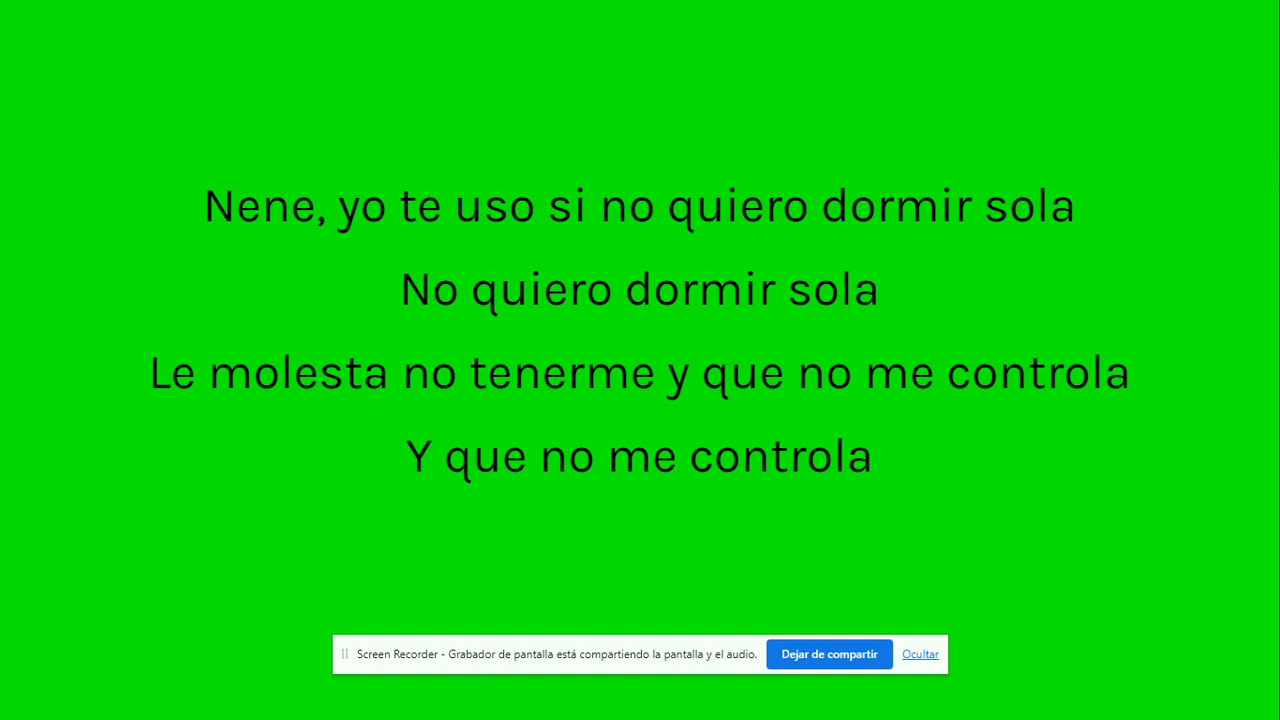 Nene, yo te uso si no quiero dormir sola
No quiero dormir sola
Le molesta no tenerme y que no me controla
Y que no me controla
Screen Recorder - Grabador de pantalla está compartiendo la pantalla y el audio. Dejar de compartir Ocultar